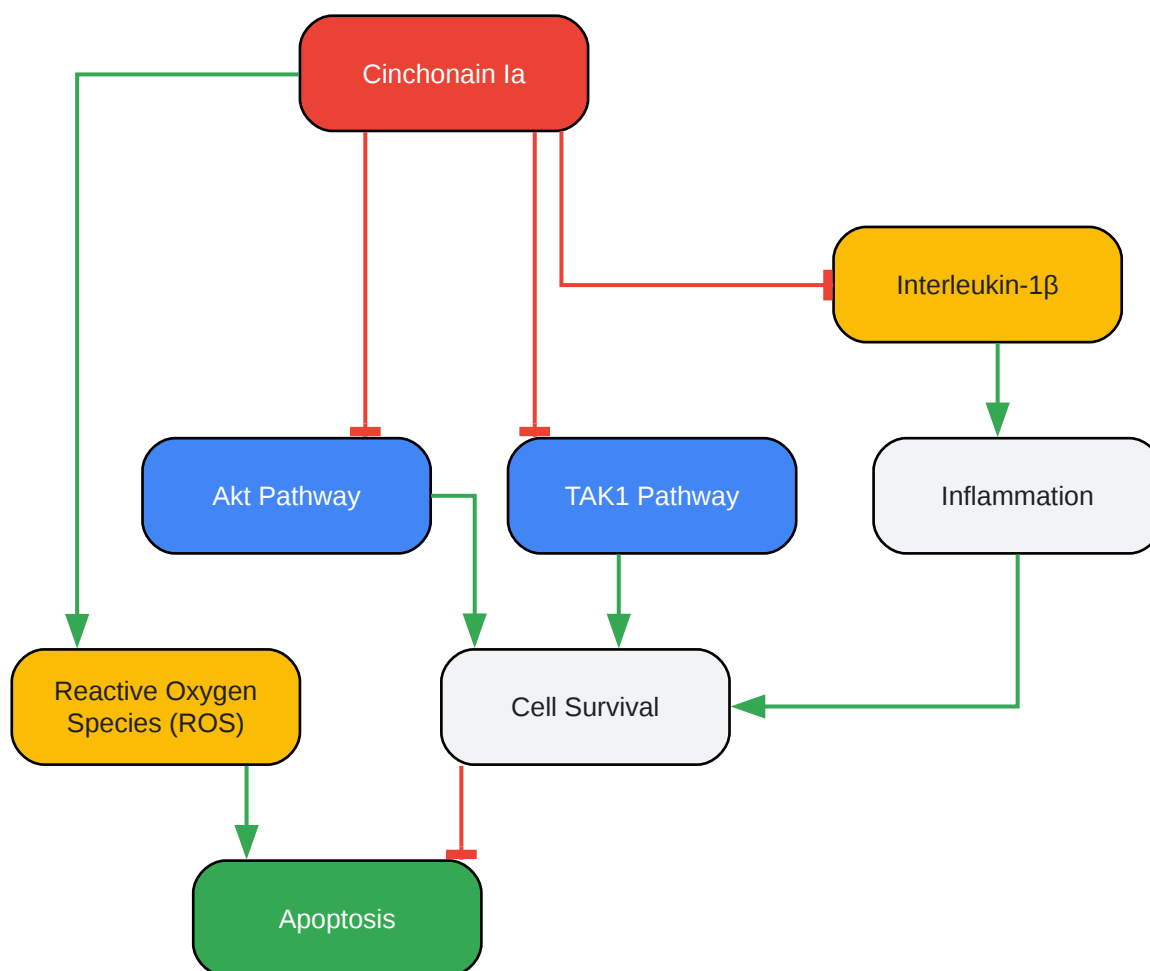 Cinchonain Ia
Interleukin-1β
Akt Pathway
TAK1 Pathway
Inflammation
Reactive Oxygen
Species (ROS)
Cell Survival
Apoptosis